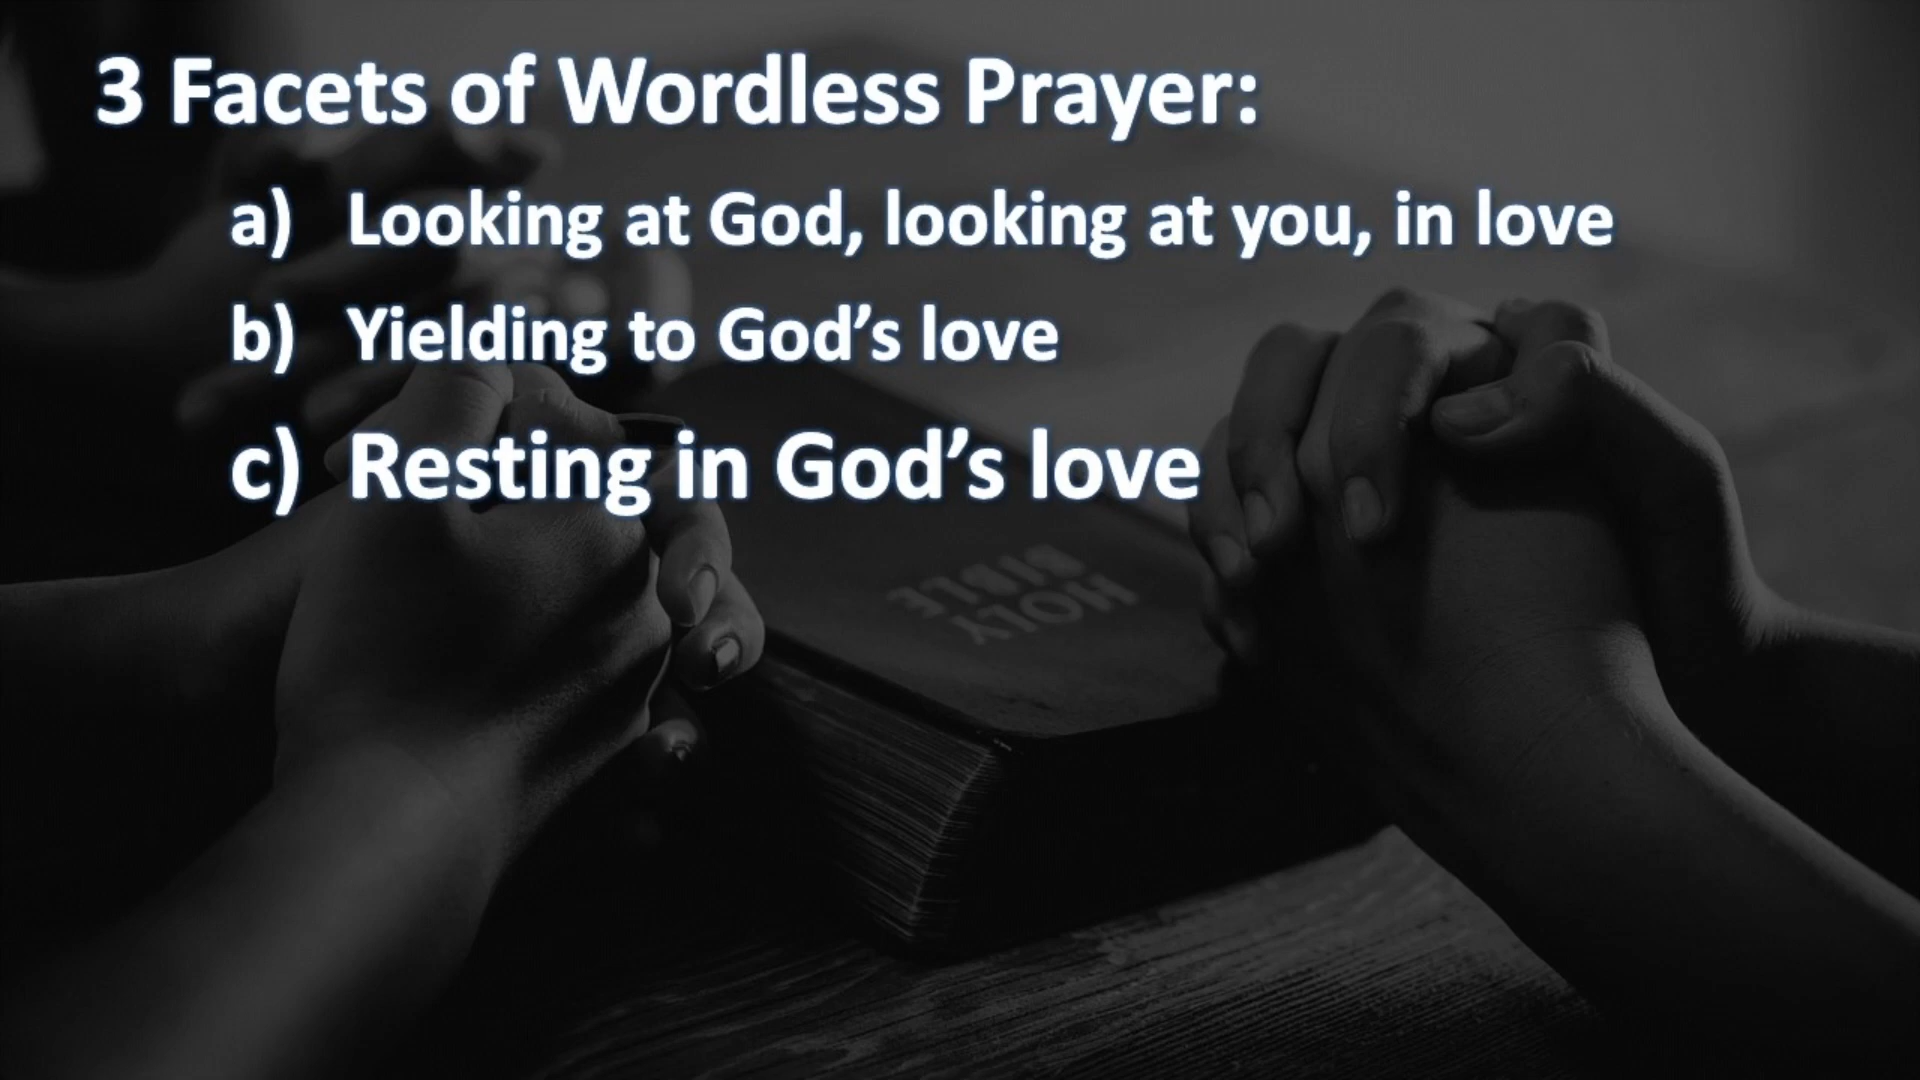 3 Facets of Wordless Prayer:
a) Looking at God, looking at you, in love
b) Yielding to God’s love
c) Resting in God’s love
HOLY
BIBLE